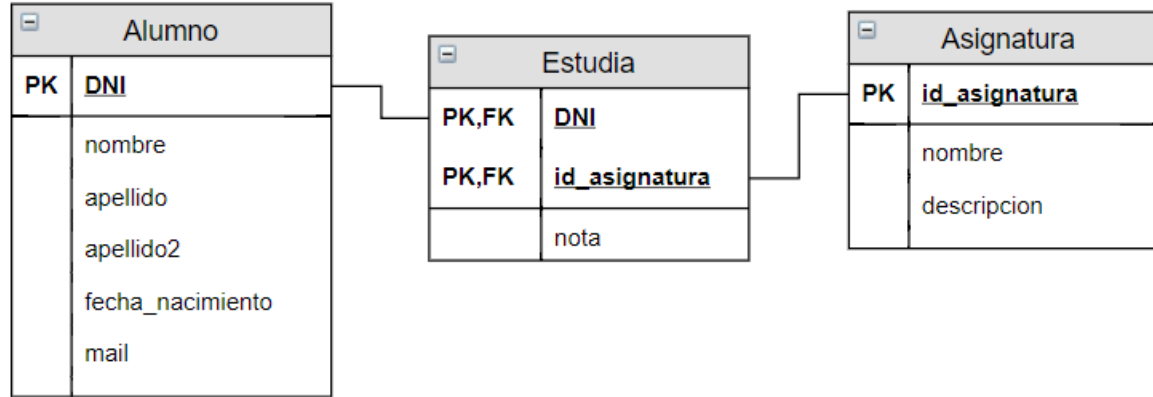 Alumno
PK DNI
nombre
apellido
apellido2
fecha_nacimiento
mail
Estudia
PK,FK DNI
PK,FK id_asignatura
nota
Asignatura
PK id_asignatura
nombre
descripcion